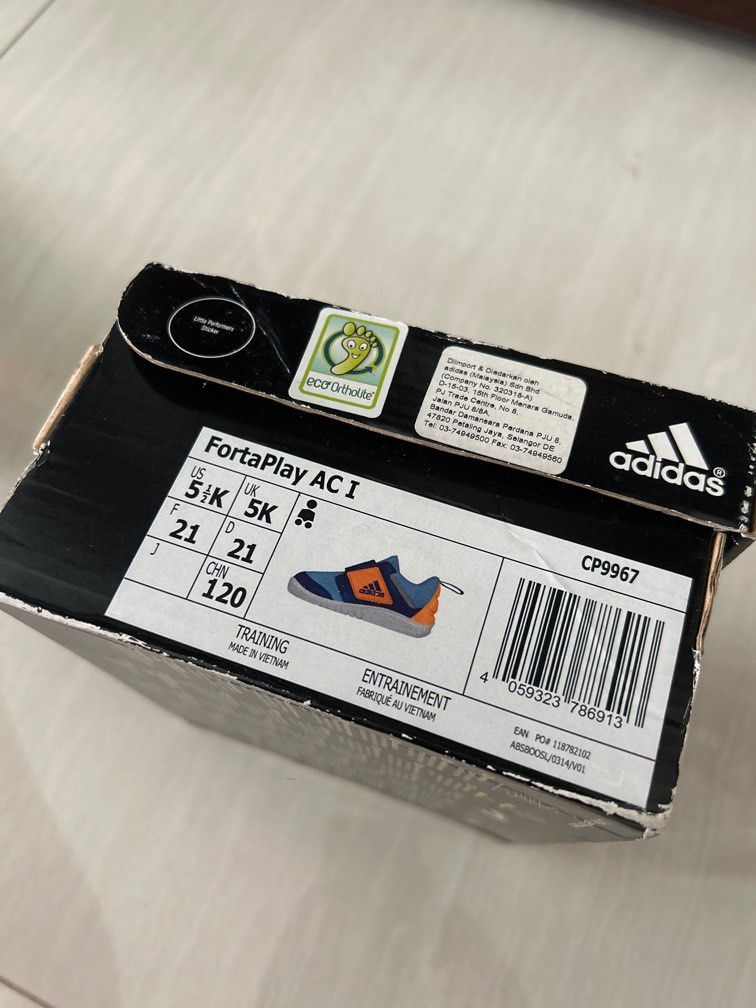 Little Performers
Sticker
eco OrthoLite™
Diimport & Diedarkan oleh
adidas (Malaysia) Sdn Bhd
(Company No. 320318-A)
D-15-03, 15th Floor Menara Gamuda,
PJ Trade Centre, No 8,
Jalan PJU 8/8A,
Bandar Damansara Perdana PJU 8,
47820 Petaling Jaya, Selangor DE
Tel: 03-74949500 Fax: 03-74949560
adidas®
FortaPlay AC I
US
5½K
UK
5K
F
21
D
21
J
CHN
120
adidas
CP9967
4 059323 786913
TRAINING
MADE IN VIETNAM
ENTRAINEMENT
FABRIQUÉ AU VIETNAM
EAN PO# 118782102
ABSBOOSL/0314/V01